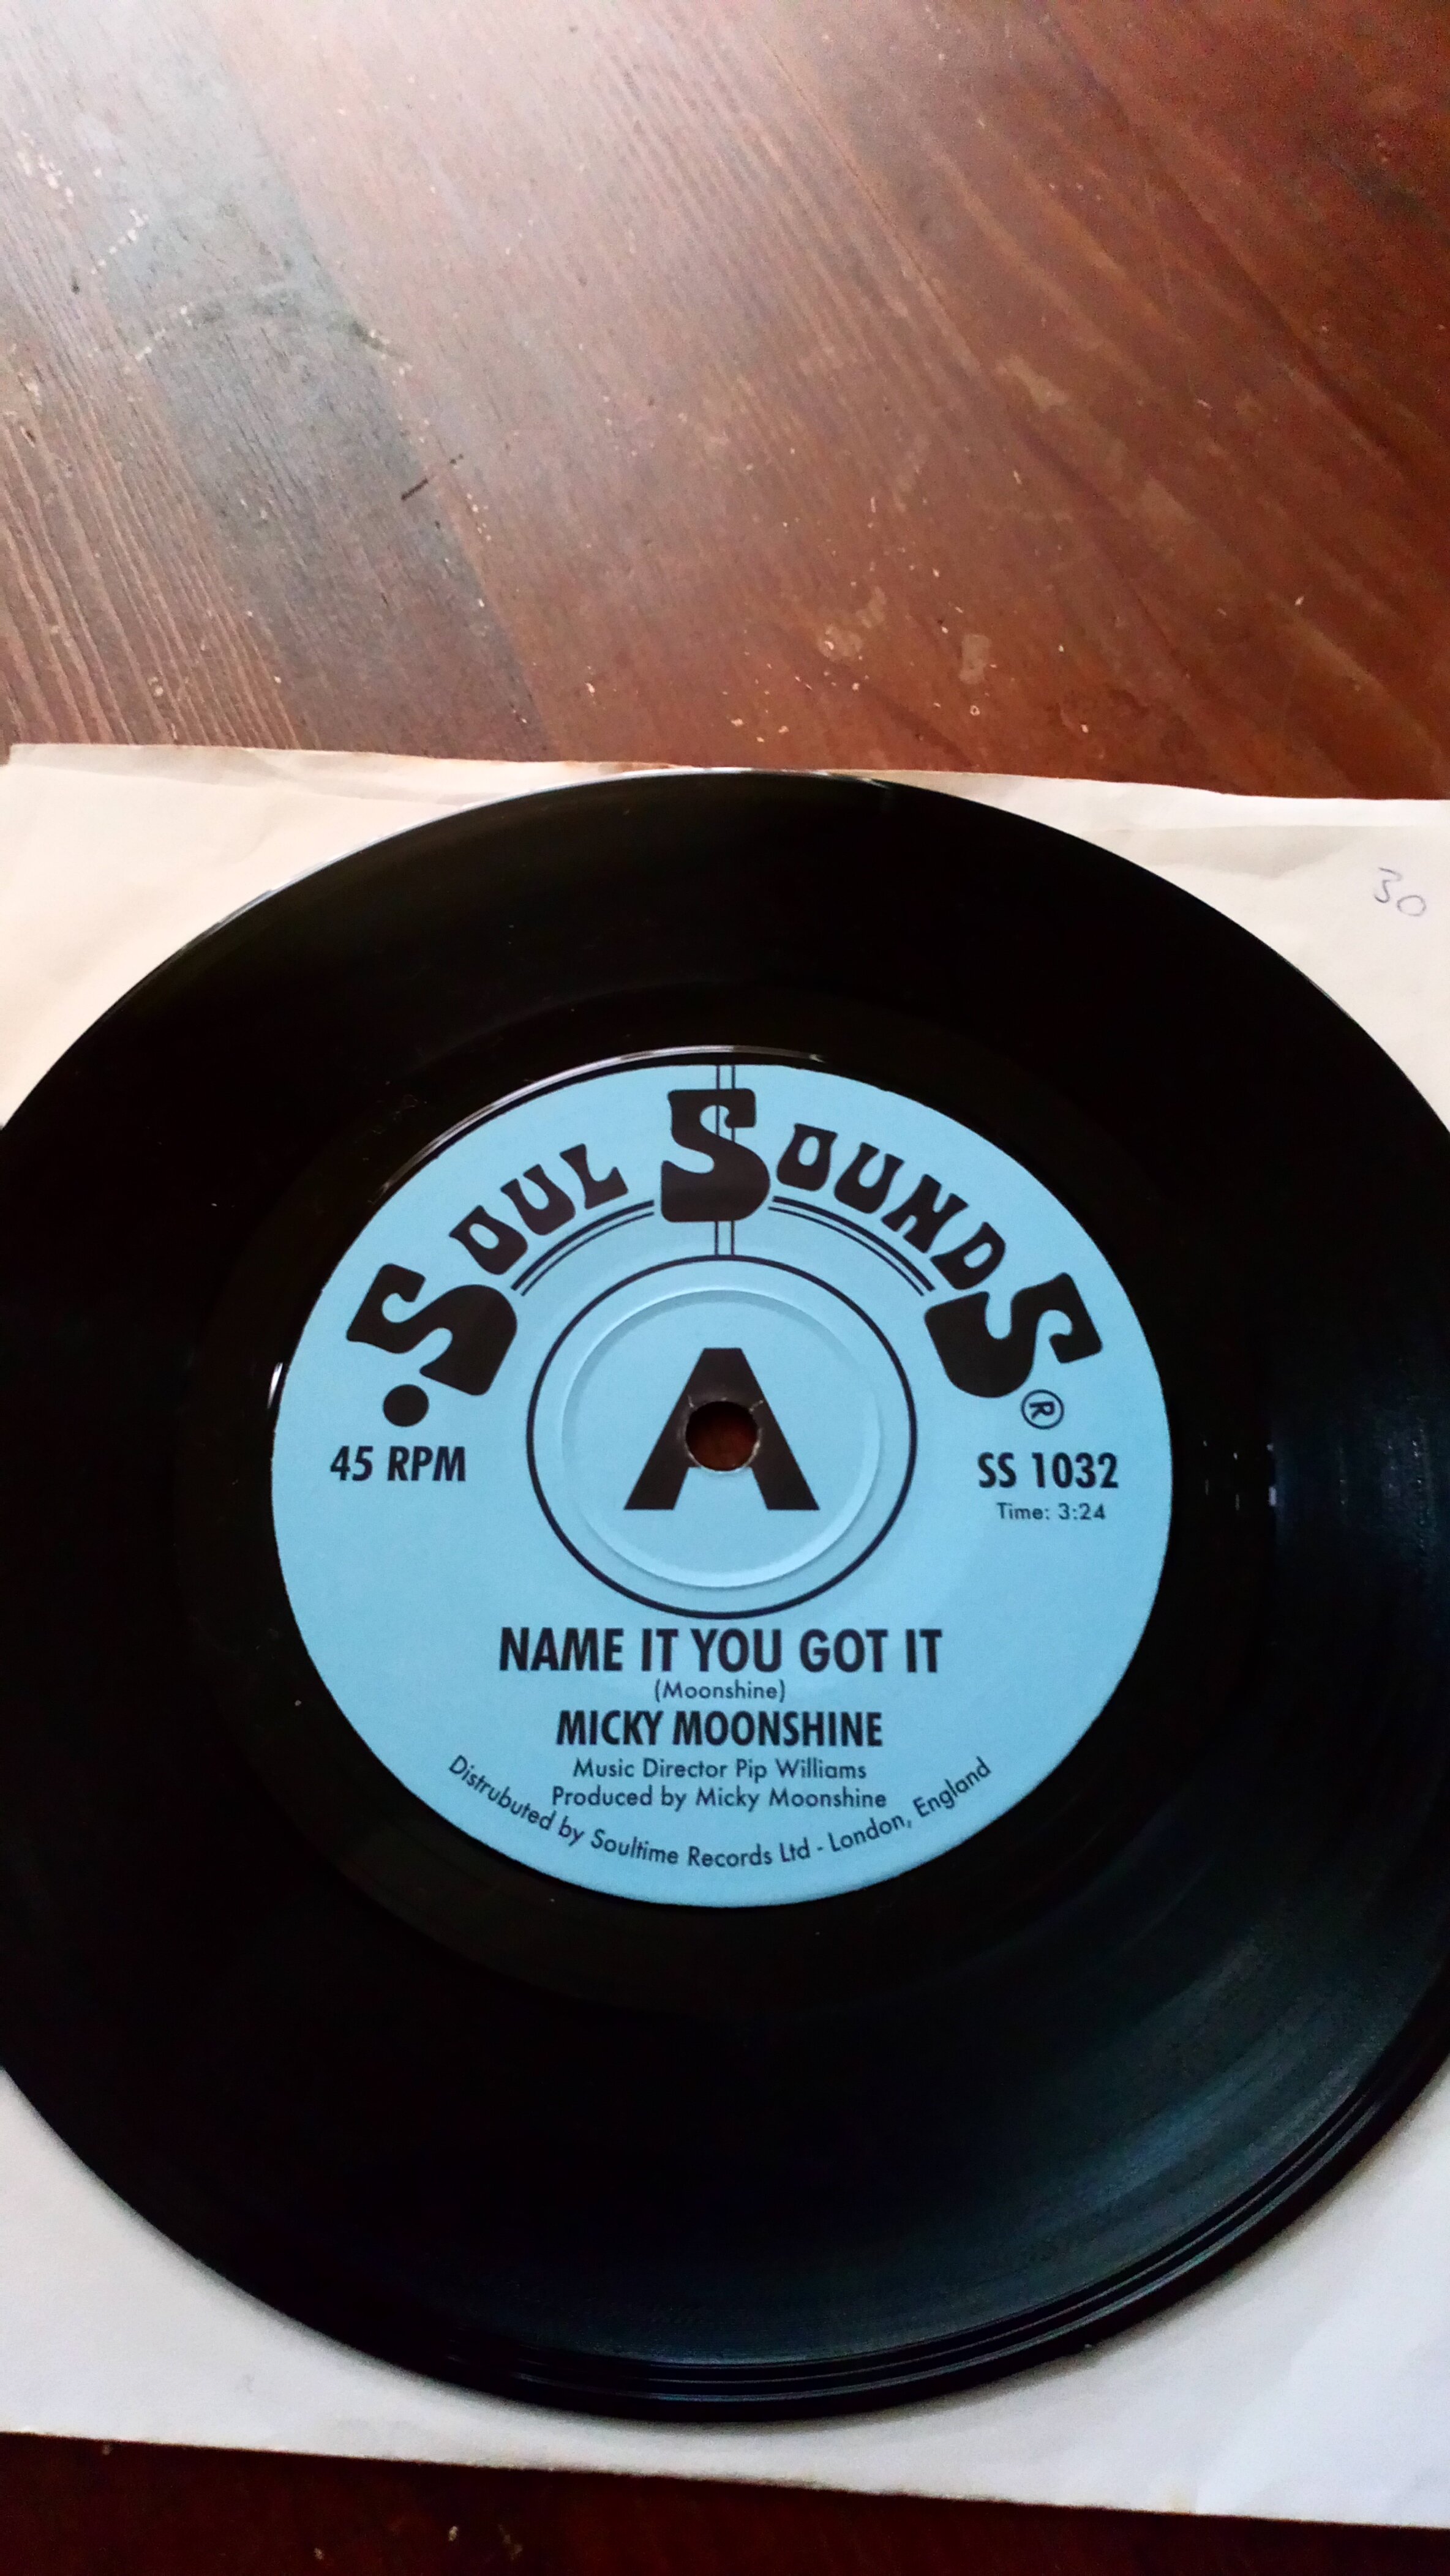 30
SOUL SOUNDS ®
A
45 RPM
SS 1032
Time: 3:24
NAME IT YOU GOT IT
(Moonshine)
MICKY MOONSHINE
Music Director Pip Williams
Produced by Micky Moonshine
Distrubuted by Soultime Records Ltd - London, England